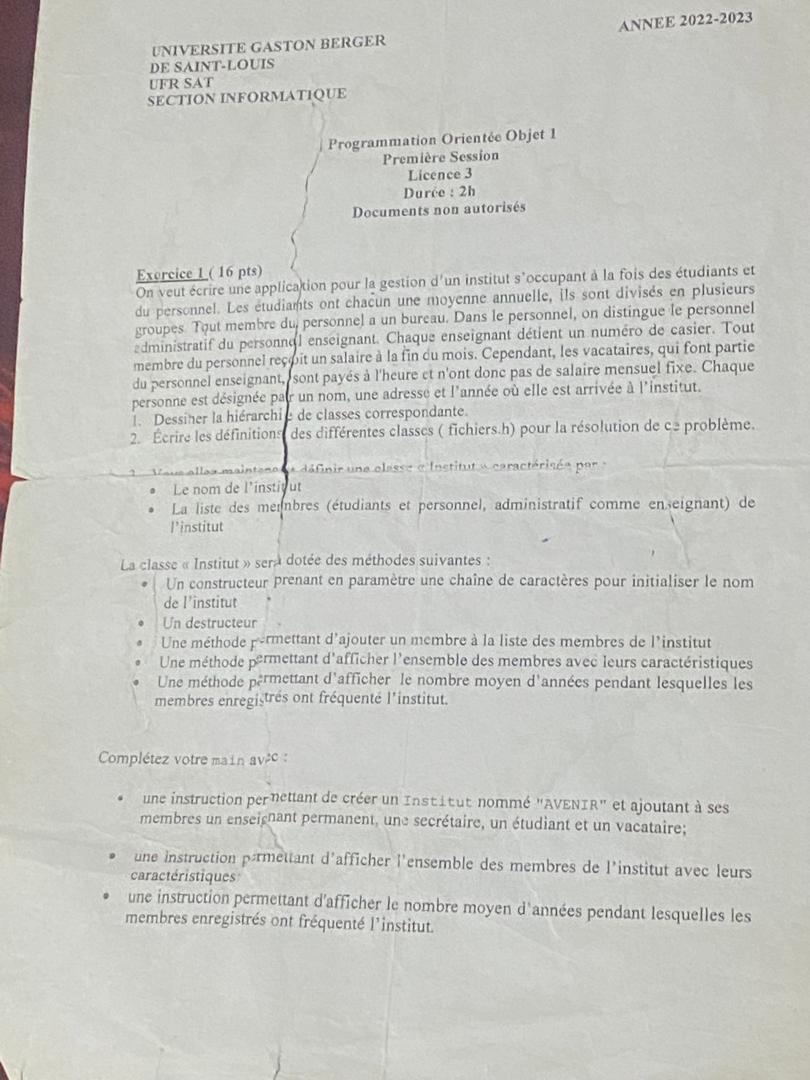 ANNEE 2022-2023
UNIVERSITE GASTON BERGER
DE SAINT-LOUIS
UFR SAT
SECTION INFORMATIQUE
Programmation Orientée Objet 1
Première Session
Licence 3
Durée : 2h
Documents non autorisés
Exercice 1 ( 16 pts)
On veut écrire une application pour la gestion d'un institut s'occupant à la fois des étudiants et
du personnel. Les étudiants ont chacun une moyenne annuelle, ils sont divisés en plusieurs
groupes. Tout membre du personnel a un bureau. Dans le personnel, on distingue le personnel
administratif du personnel enseignant. Chaque enseignant détient un numéro de casier. Tout
membre du personnel reçoit un salaire à la fin du mois. Cependant, les vacataires, qui font partie
du personnel enseignant, sont payés à l'heure et n'ont donc pas de salaire mensuel fixe. Chaque
personne est désignée par un nom, une adresse et l'année où elle est arrivée à l'institut.
1. Dessiner la hiérarchie de classes correspondante.
2. Écrire les définitions des différentes classes ( fichiers.h) pour la résolution de ce problème.
3. Vous allez maintenant définir une classe « Institut » caractérisée par :
• Le nom de l'institut
• La liste des membres (étudiants et personnel, administratif comme enseignant) de
l'institut
La classe « Institut » sera dotée des méthodes suivantes :
• Un constructeur prenant en paramètre une chaîne de caractères pour initialiser le nom
de l'institut
• Un destructeur
• Une méthode permettant d'ajouter un membre à la liste des membres de l'institut
• Une méthode permettant d'afficher l'ensemble des membres avec leurs caractéristiques
• Une méthode permettant d'afficher le nombre moyen d'années pendant lesquelles les
membres enregistrés ont fréquenté l'institut.
Complétez votre main avec :
• une instruction permettant de créer un Institut nommé "AVENIR" et ajoutant à ses
membres un enseignant permanent, une secrétaire, un étudiant et un vacataire;
• une instruction permettant d'afficher l'ensemble des membres de l'institut avec leurs
caractéristiques
• une instruction permettant d'afficher le nombre moyen d'années pendant lesquelles les
membres enregistrés ont fréquenté l'institut.